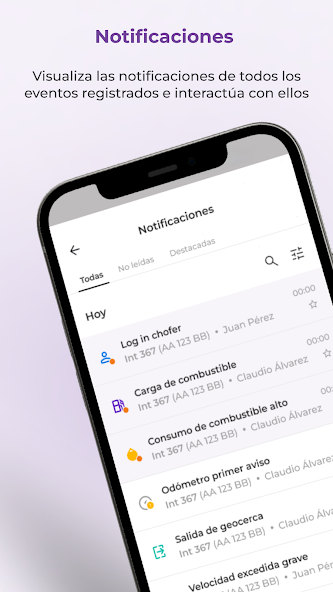 Notificaciones
Visualiza las notificaciones de todos los
eventos registrados e interactúa con ellos
Notificaciones
Todas No leídas Destacadas
Hoy
Log in chofer 00:00
Int 367 (AA 123 BB) • Juan Pérez
Carga de combustible 00:00
Int 367 (AA 123 BB) • Claudio Álvarez
Consumo de combustible alto 00:00
Int 367 (AA 123 BB) • Claudio Álvarez
Odómetro primer aviso
Int 367 (AA 123 BB) • Claudio Álvarez
Salida de geocerca
Int 367 (AA 123 BB) • Claudio Álvarez
Velocidad excedida grave
Int 367 (AA 123 BB) • Juan Pérez